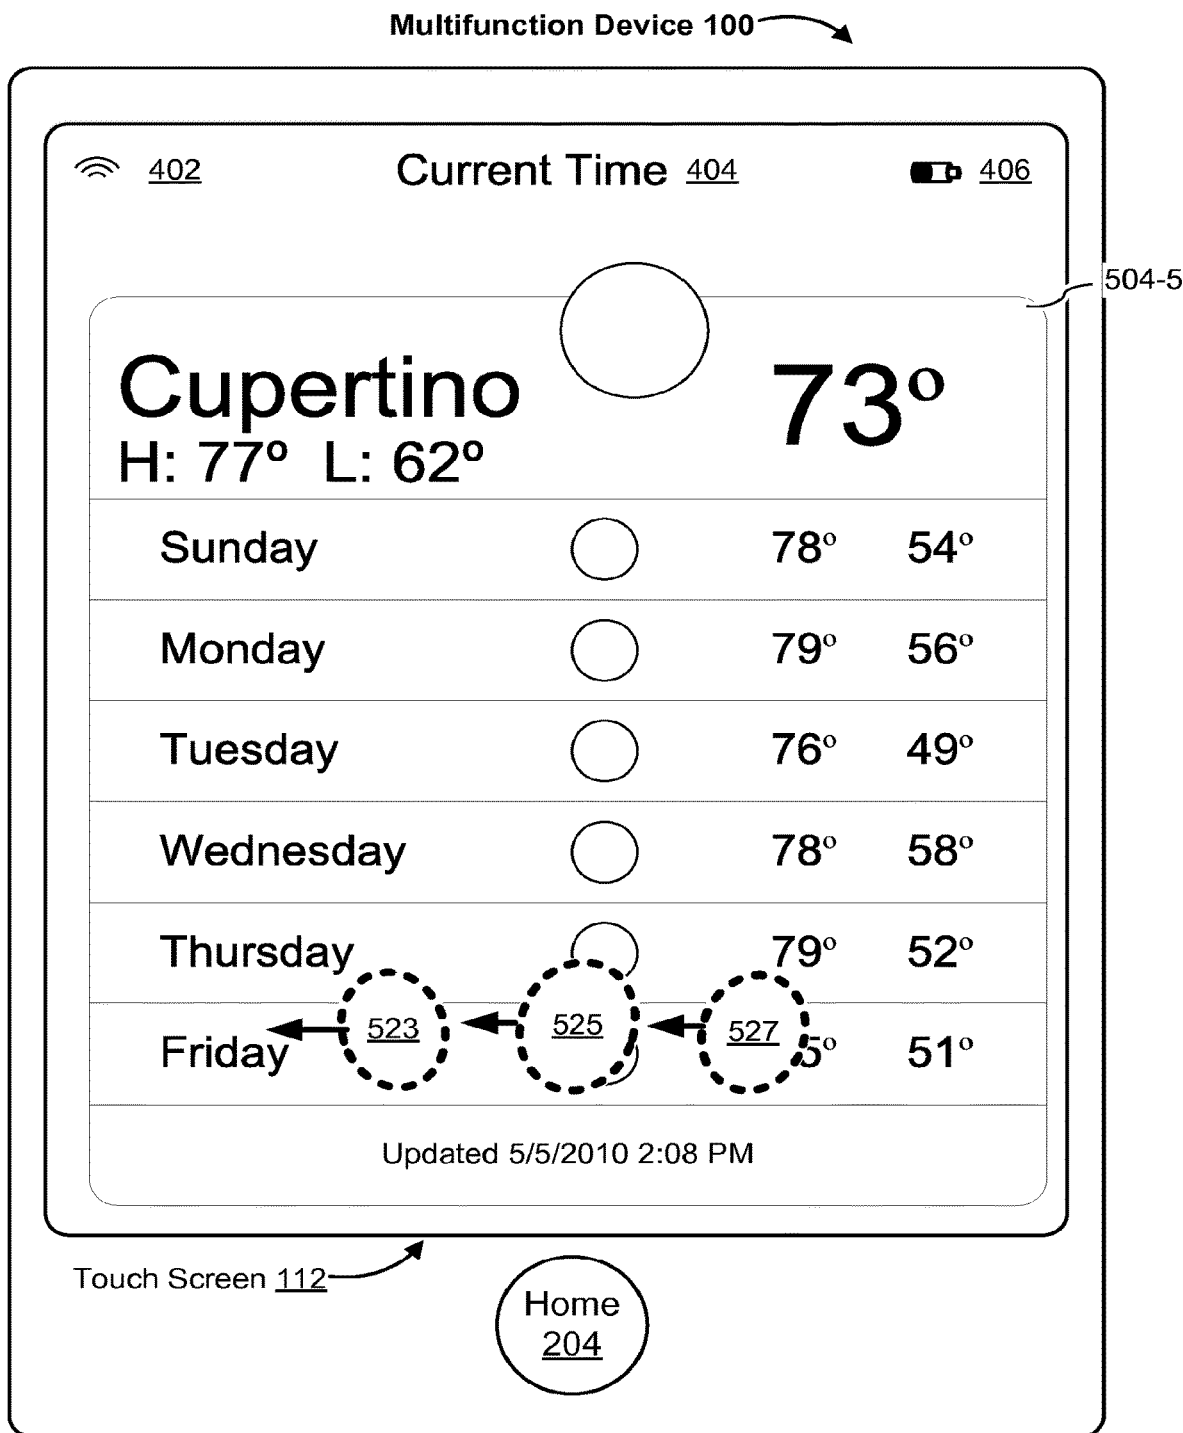 Multifunction Device 100
402 Current Time 404 406
504-5
Cupertino 73º
H: 77º L: 62º
Sunday 78º 54º
Monday 79º 56º
Tuesday 76º 49º
Wednesday 78º 58º
Thursday 79º 52º
Friday 523 525 527 5º 51º
Updated 5/5/2010 2:08 PM
Touch Screen 112
Home
204